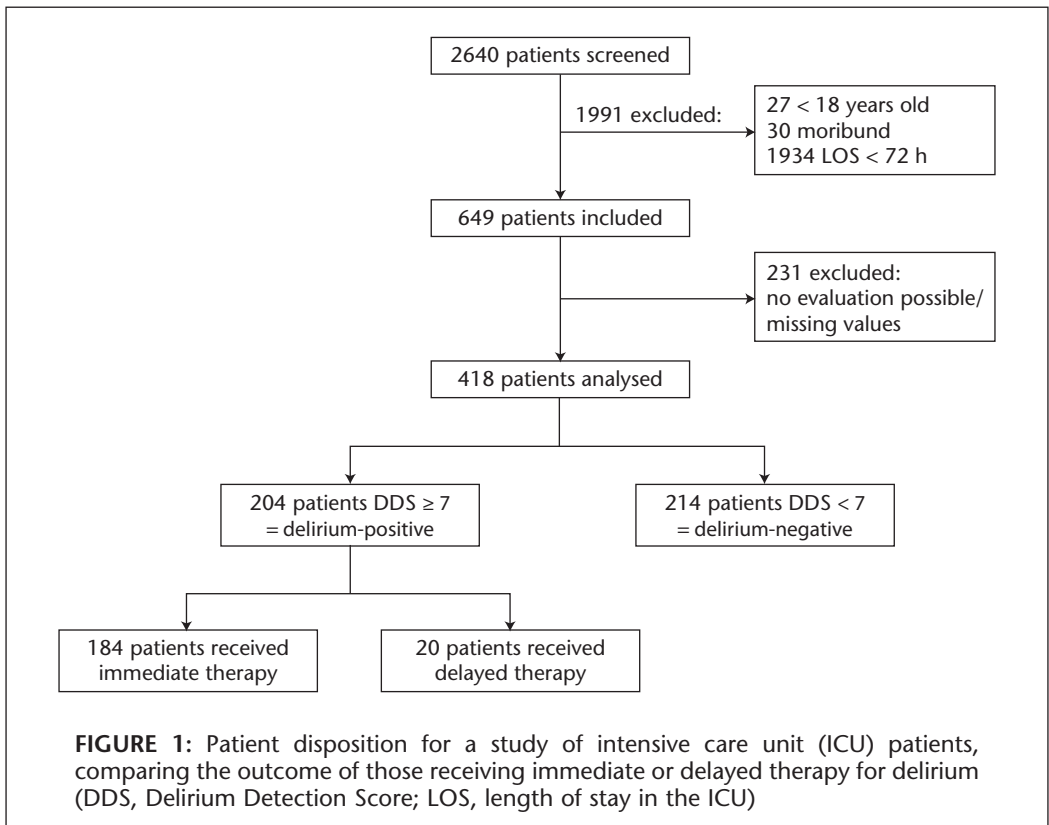 2640 patients screened
1991 excluded:
27 < 18 years old
30 moribund
1934 LOS < 72 h
649 patients included
231 excluded:
no evaluation possible/
missing values
418 patients analysed
204 patients DDS ≥ 7
= delirium-positive
214 patients DDS < 7
= delirium-negative
184 patients received
immediate therapy
20 patients received
delayed therapy
FIGURE 1: Patient disposition for a study of intensive care unit (ICU) patients,
comparing the outcome of those receiving immediate or delayed therapy for delirium
(DDS, Delirium Detection Score; LOS, length of stay in the ICU)